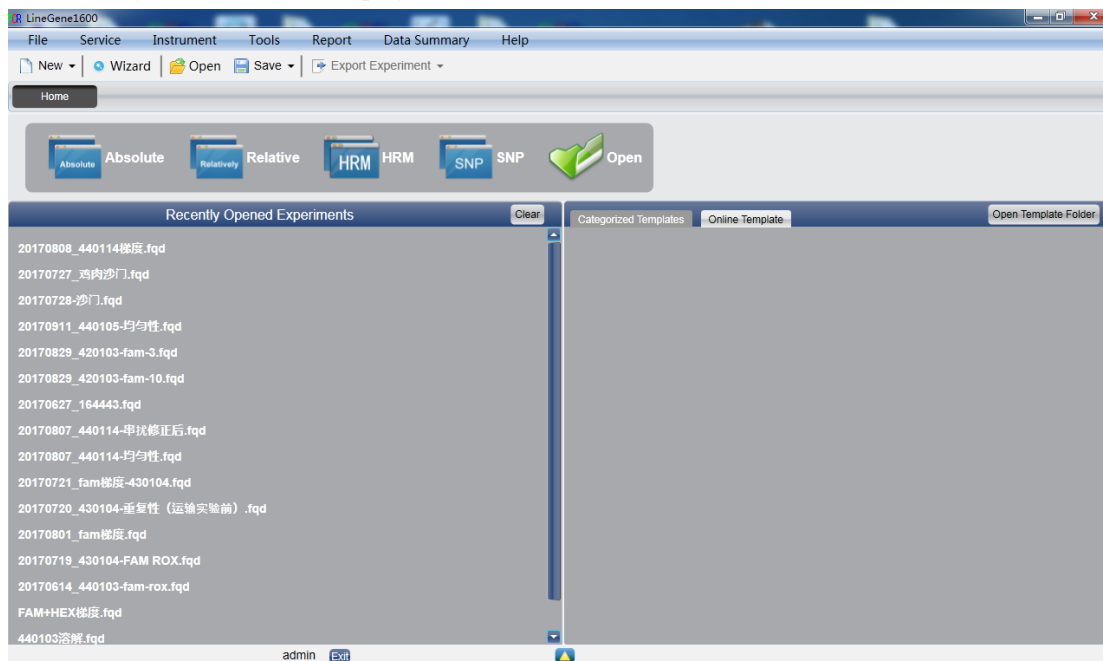 LineGene1600
File Service Instrument Tools Report Data Summary Help
New Wizard Open Save Export Experiment
Home
Absolute Absolute Relatively Relative HRM HRM SNP SNP Open
Recently Opened Experiments Clear Categorized Templates Online Template Open Template Folder
20170808_440114梯度.fqd
20170727_鸡肉沙门.fqd
20170728-沙门.fqd
20170911_440105-均匀性.fqd
20170829_420103-fam-3.fqd
20170829_420103-fam-10.fqd
20170627_164443.fqd
20170807_440114-串扰修正后.fqd
20170807_440114-均匀性.fqd
20170721_fam梯度-430104.fqd
20170720_430104-重复性（运输实验前）.fqd
20170801_fam梯度.fqd
20170719_430104-FAM ROX.fqd
20170614_440103-fam-rox.fqd
FAM+HEX梯度.fqd
440103溶解.fqd
admin Exit